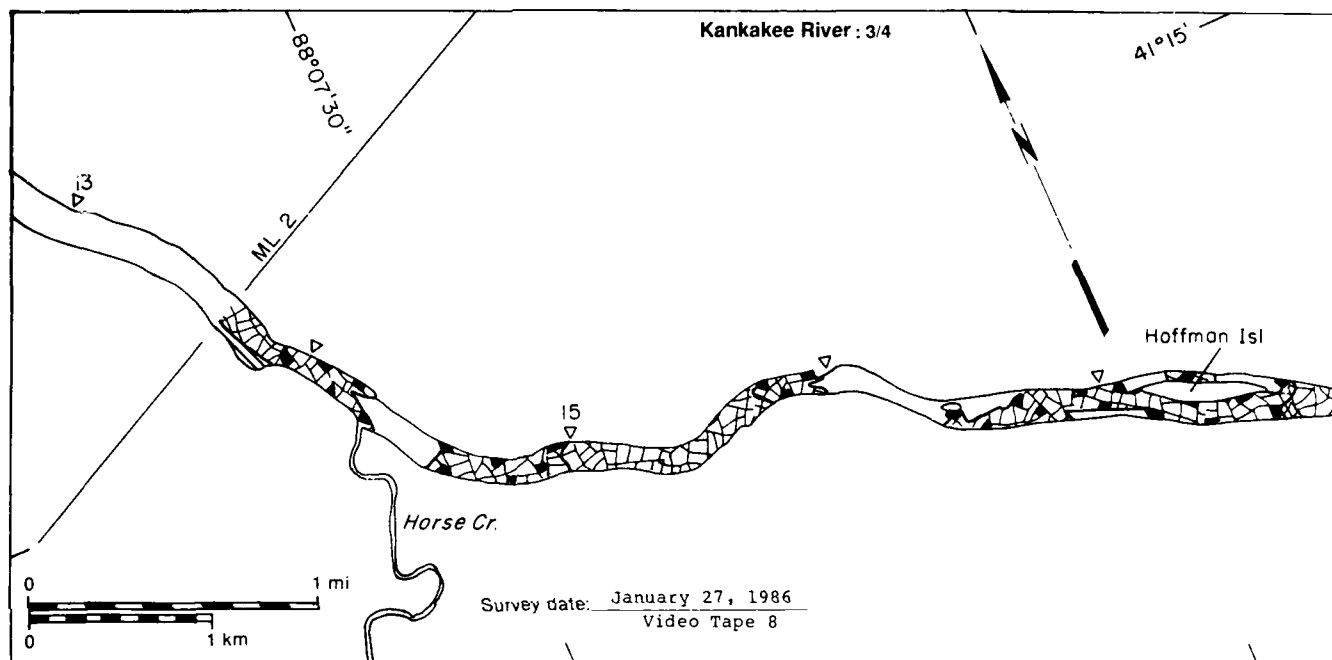 Kankakee River : 3/4
88°07'30"
41°15'
13
ML 2
Hoffman Isl
15
Horse Cr.
0 1 mi
0 1 km
Survey date: January 27, 1986
Video Tape 8